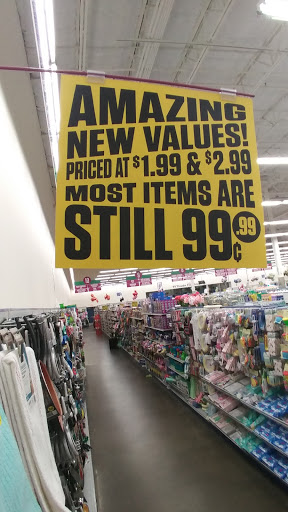 AMAZING
NEW VALUES!
PRICED AT $1.99 & $2.99
MOST ITEMS ARE
STILL 99¢ .99